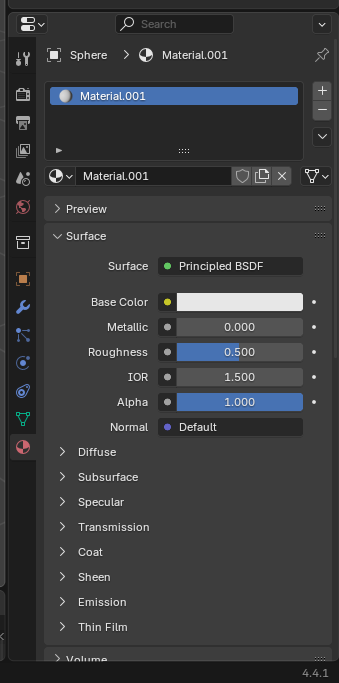 Search
Sphere > Material.001
Material.001
Material.001
Preview
Surface
Surface Principled BSDF
Base Color
Metallic 0.000
Roughness 0.500
IOR 1.500
Alpha 1.000
Normal Default
Diffuse
Subsurface
Specular
Transmission
Coat
Sheen
Emission
Thin Film
Volume
4.4.1